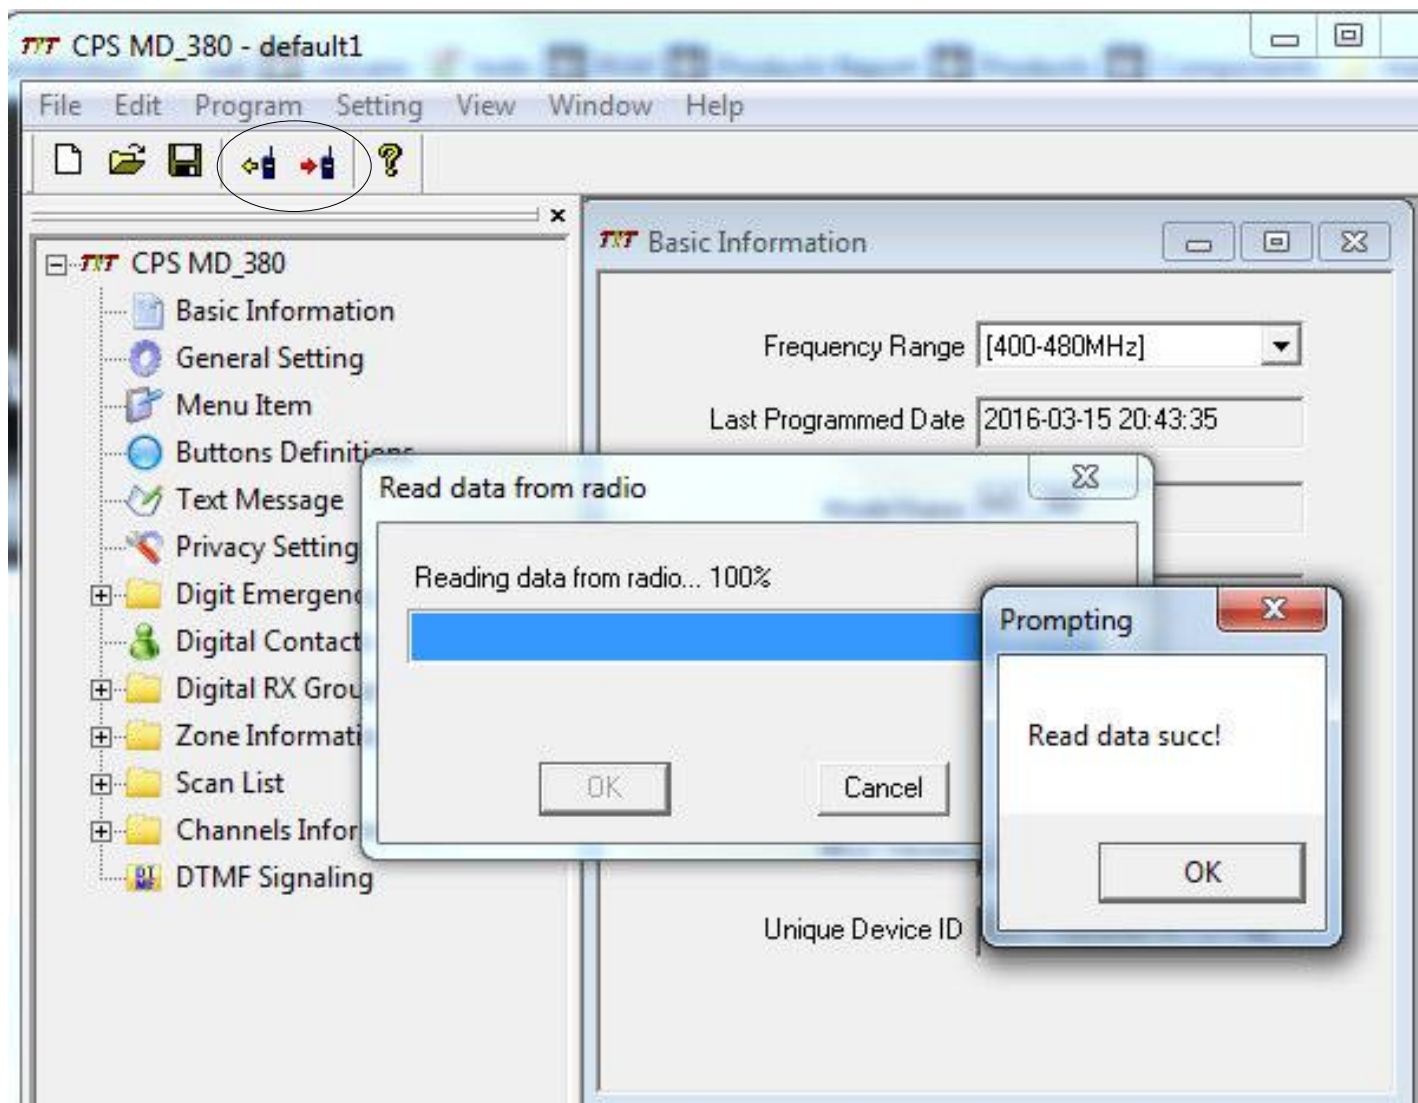 TYT CPS MD_380 - default1
File Edit Program Setting View Window Help
TYT CPS MD_380
Basic Information
General Setting
Menu Item
Buttons Definitions
Text Message
Privacy Setting
Digit Emergenc
Digital Contact
Digital RX Grou
Zone Informati
Scan List
Channels Infor
DTMF Signaling
TYT Basic Information
Frequency Range [400-480MHz]
Last Programmed Date 2016-03-15 20:43:35
Unique Device ID
Read data from radio
Reading data from radio... 100%
OK Cancel
Prompting
Read data succ!
OK